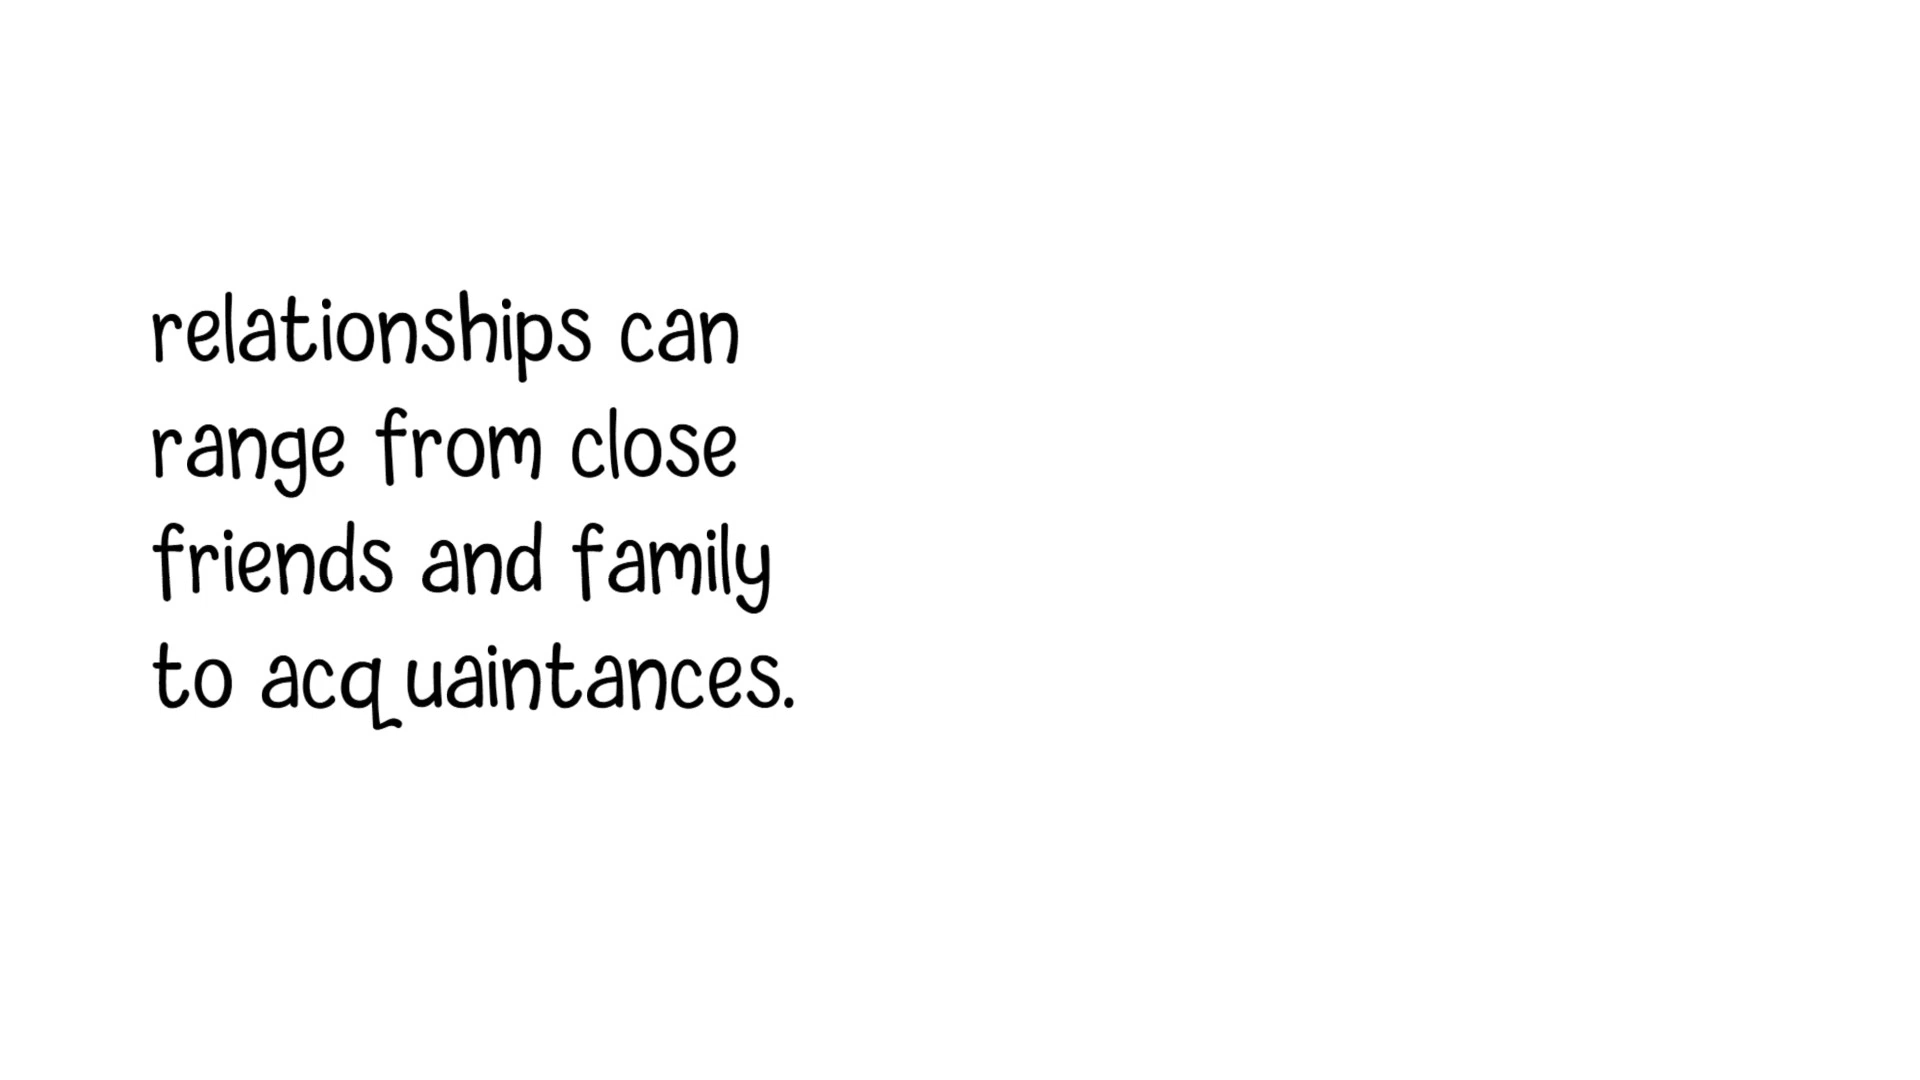 relationships can
range from close
friends and family
to acquaintances.